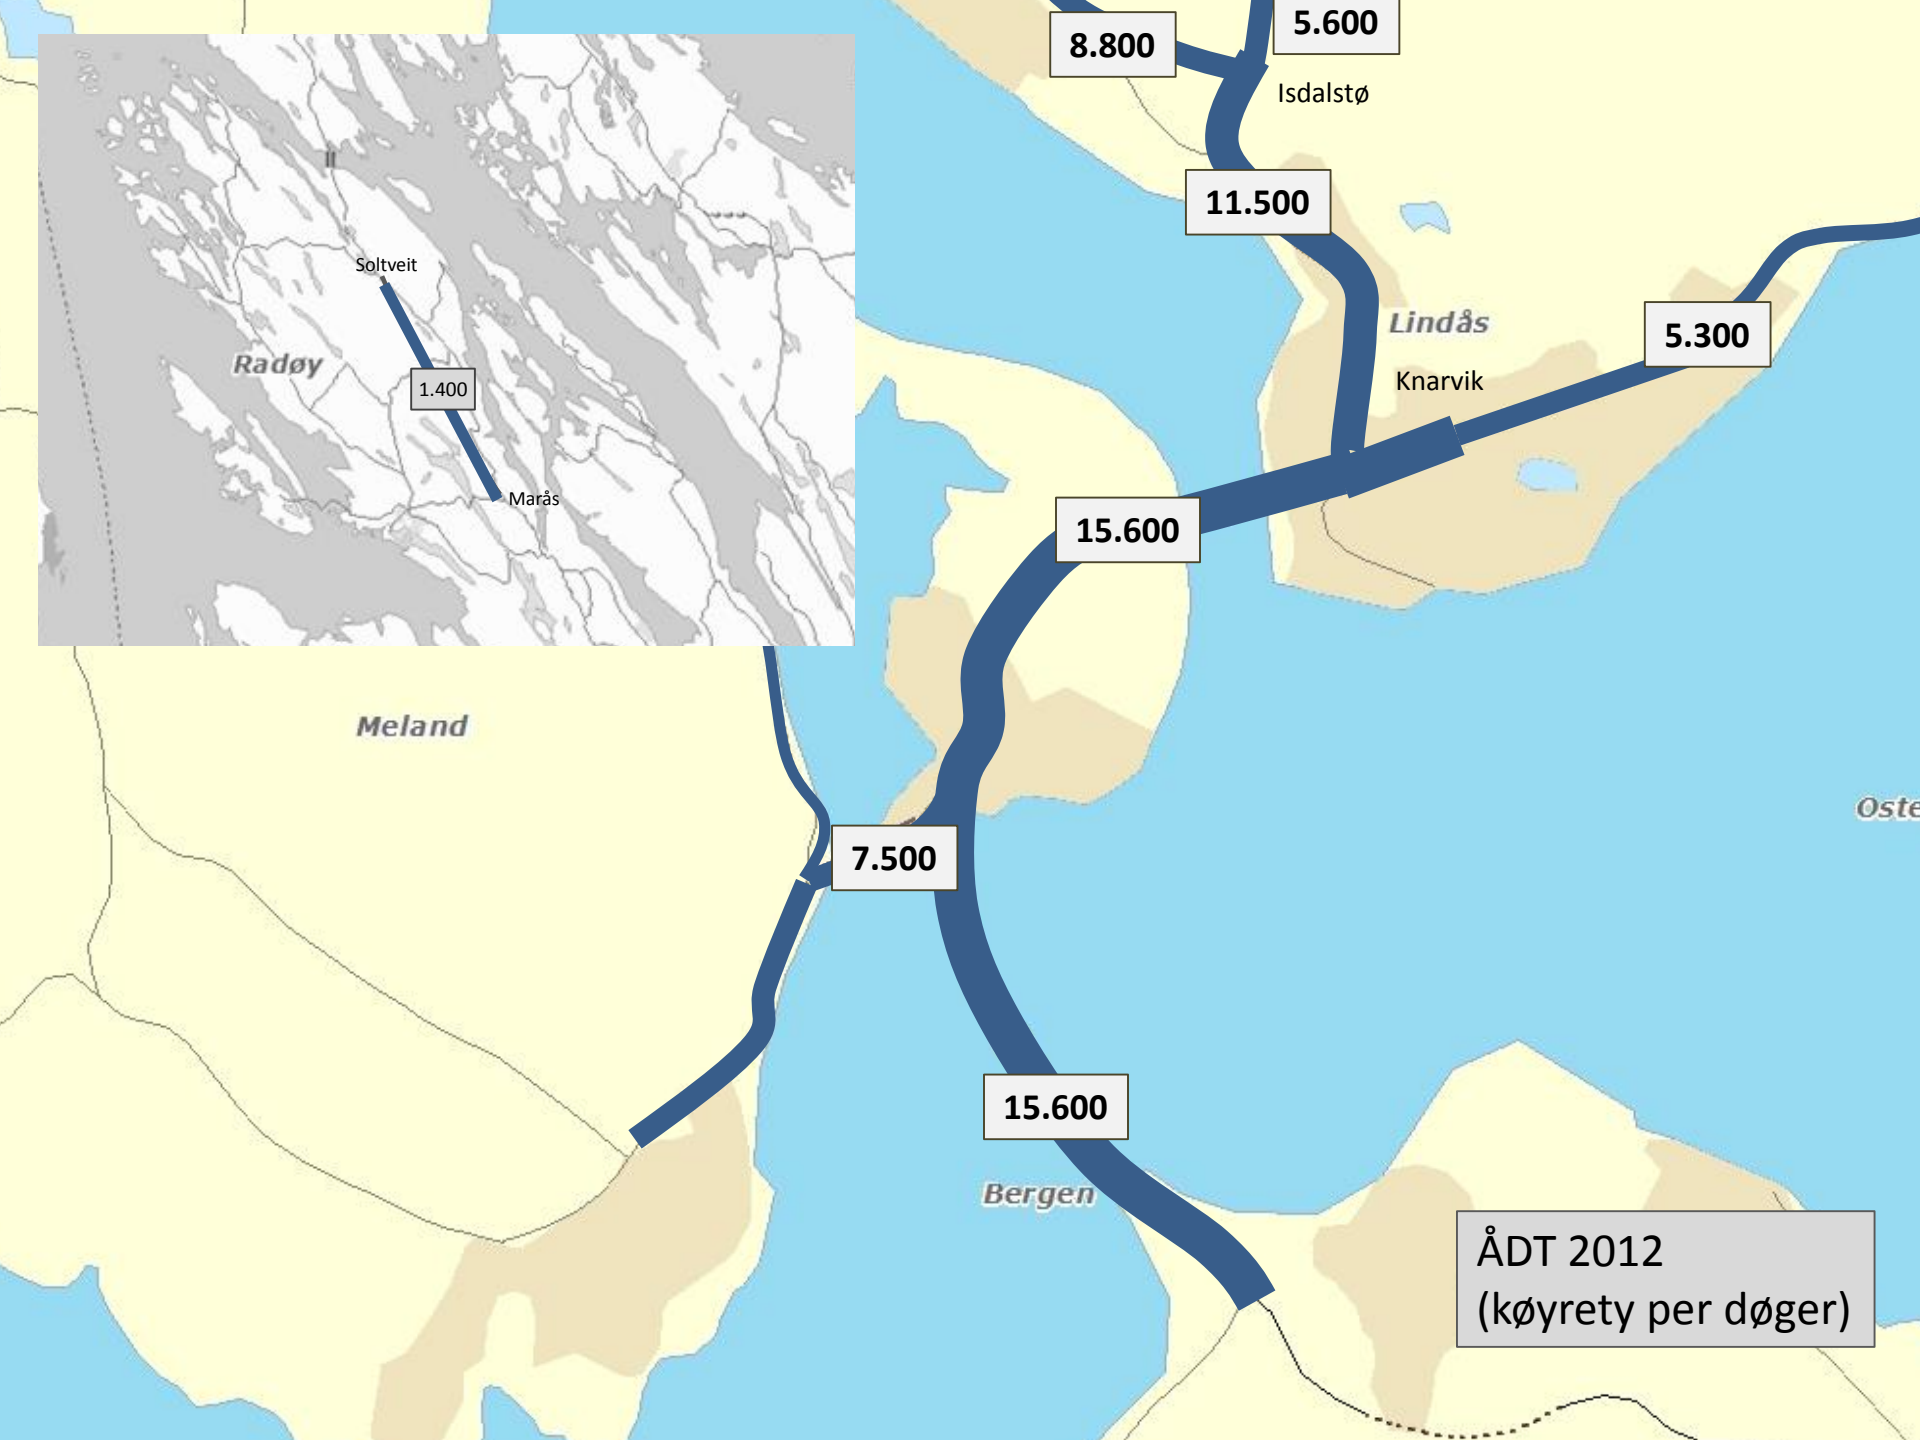 5.600
8.800
Isdalstø
11.500
Soltveit
Lindås
5.300
Radøy
1.400
Knarvik
Marås
15.600
Meland
Oste
7.500
15.600
Bergen
ÅDT 2012
(køyrety per døger)